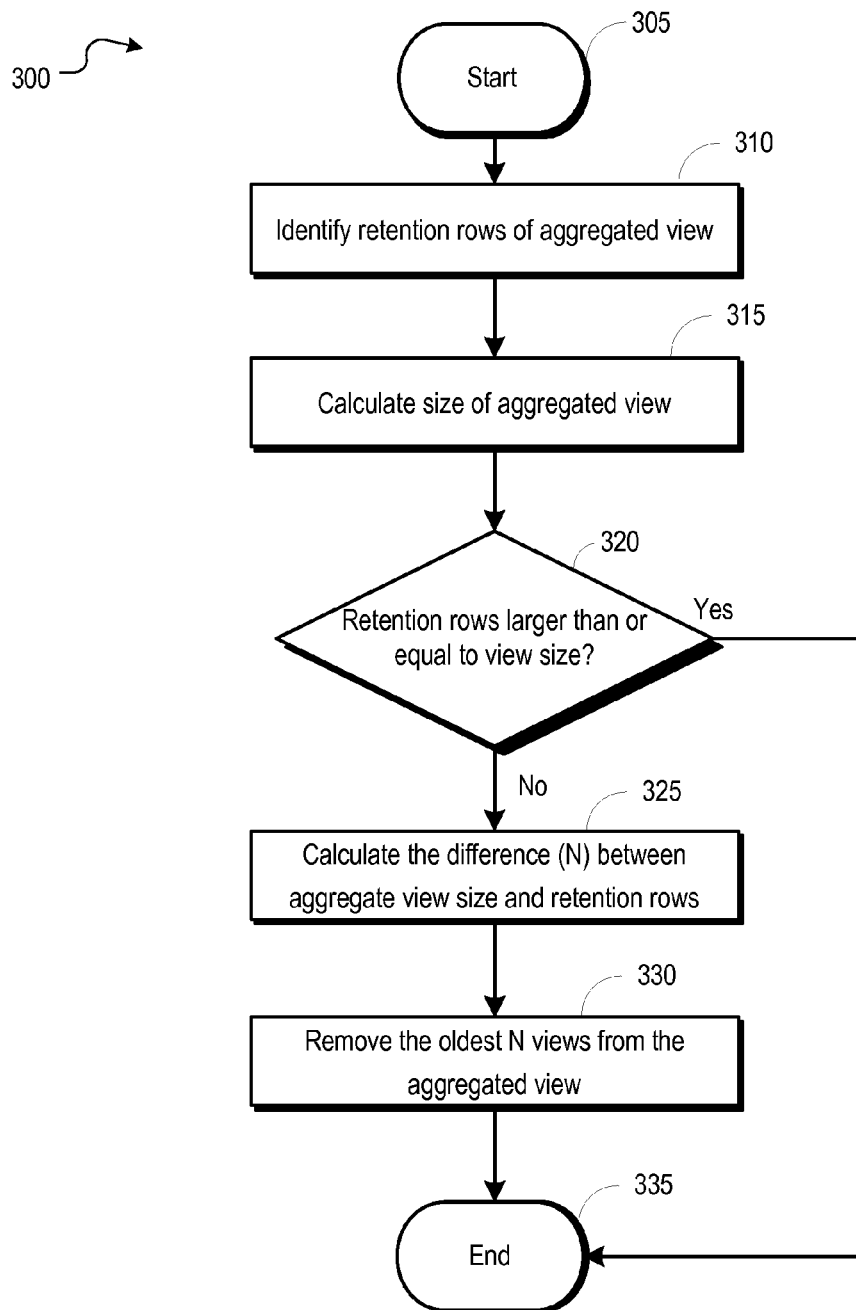 300
305
Start
310
Identify retention rows of aggregated view
315
Calculate size of aggregated view
320
Retention rows larger than or
equal to view size?
Yes
No
325
Calculate the difference (N) between
aggregate view size and retention rows
330
Remove the oldest N views from the
aggregated view
335
End